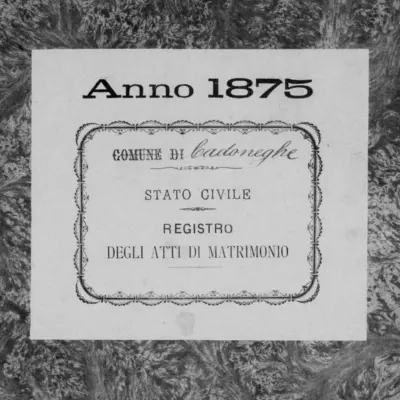 Anno 1875
COMUNE DI Cadoneghe
STATO CIVILE
REGISTRO
DEGLI ATTI DI MATRIMONIO